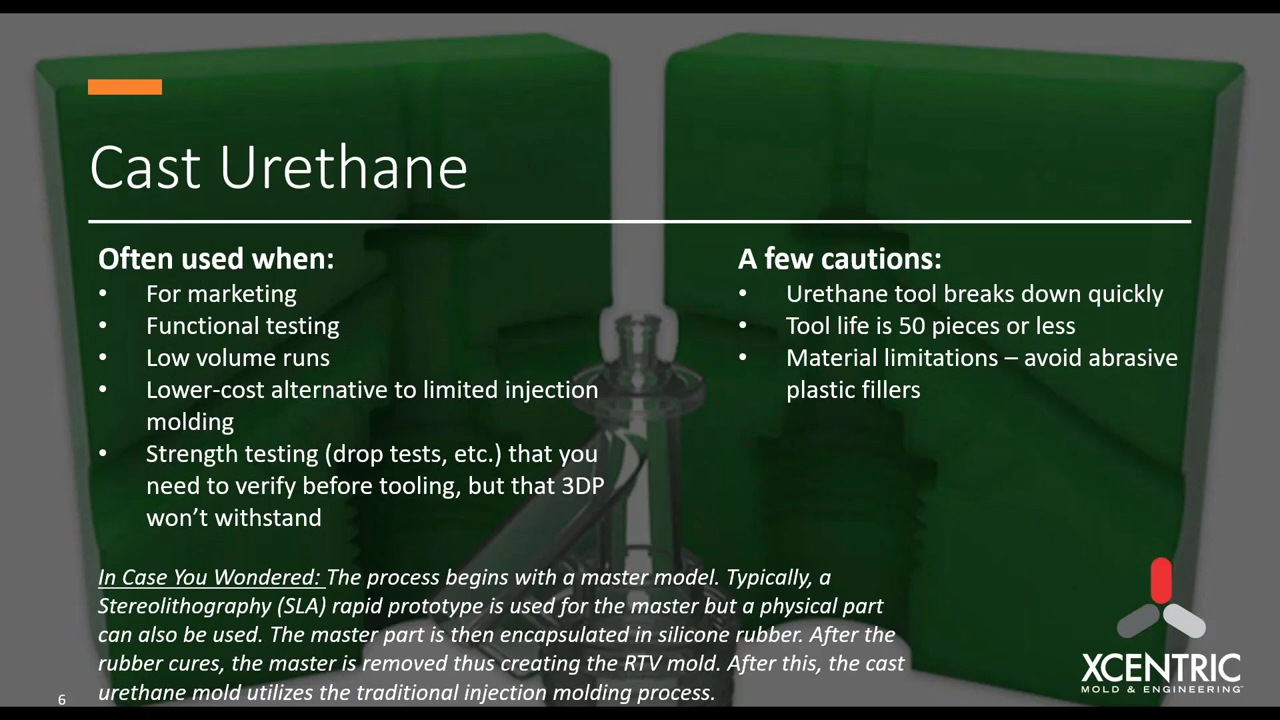 Cast Urethane
Often used when:
• For marketing
• Functional testing
• Low volume runs
• Lower-cost alternative to limited injection
molding
• Strength testing (drop tests, etc.) that you
need to verify before tooling, but that 3DP
won’t withstand
A few cautions:
• Urethane tool breaks down quickly
• Tool life is 50 pieces or less
• Material limitations – avoid abrasive
plastic fillers
In Case You Wondered: The process begins with a master model. Typically, a
Stereolithography (SLA) rapid prototype is used for the master but a physical part
can also be used. The master part is then encapsulated in silicone rubber. After the
rubber cures, the master is removed thus creating the RTV mold. After this, the cast
urethane mold utilizes the traditional injection molding process.
XCENTRIC
MOLD & ENGINEERING
6